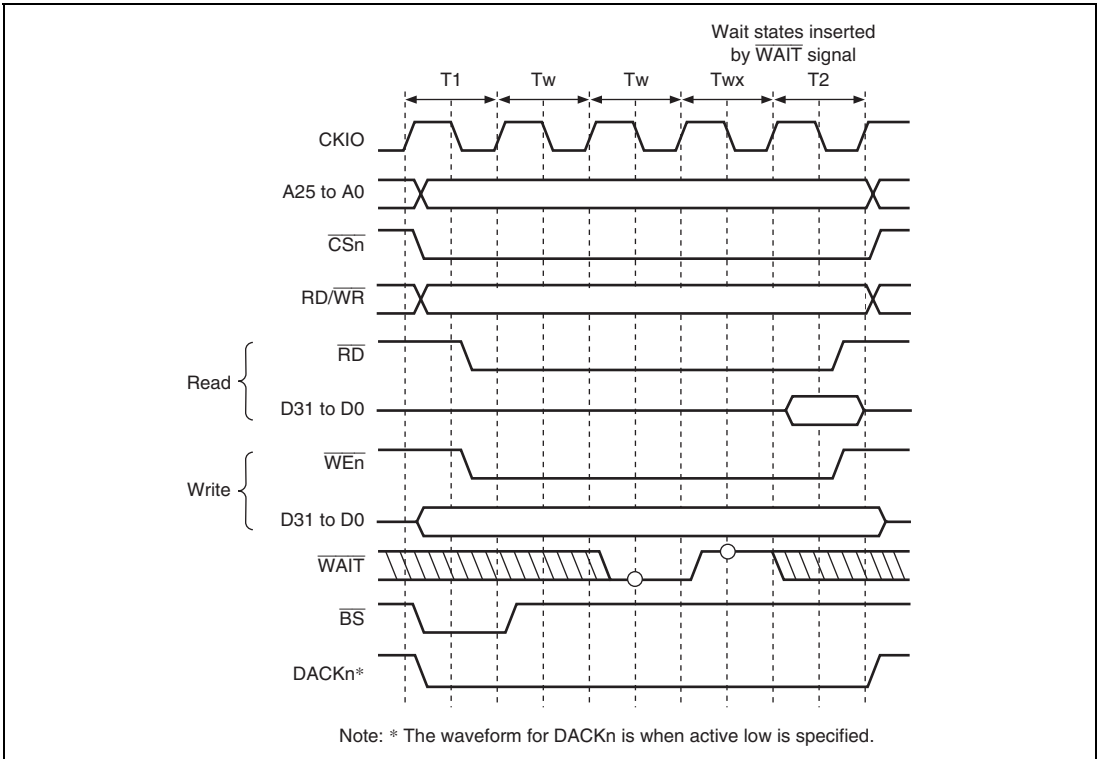 Wait states inserted
by WAIT signal
T1 Tw Tw Twx T2
CKIO
A25 to A0
CSn
RD/WR
RD
Read
D31 to D0
WEn
Write
D31 to D0
WAIT
BS
DACKn*
Note: * The waveform for DACKn is when active low is specified.